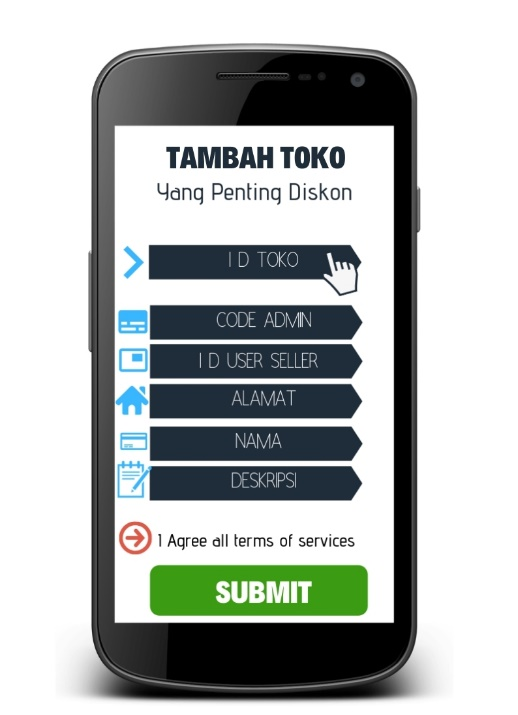 TAMBAH TOKO
Yang Penting Diskon
I D TOKO
CODE ADMIN
I D USER SELLER
ALAMAT
NAMA
DESKRIPSI
I Agree all terms of services
SUBMIT